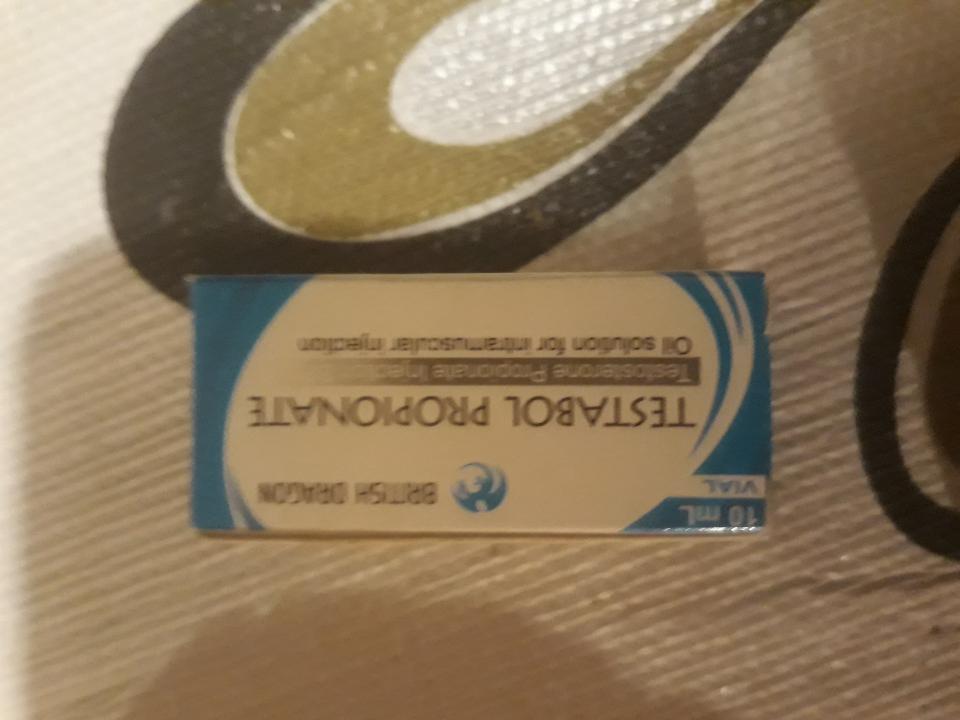 10 mL
VIAL
BRITISH DRAGON
TESTABOL PROPIONATE
Testosterone Propionate Injection
Oil solution for intramuscular injection